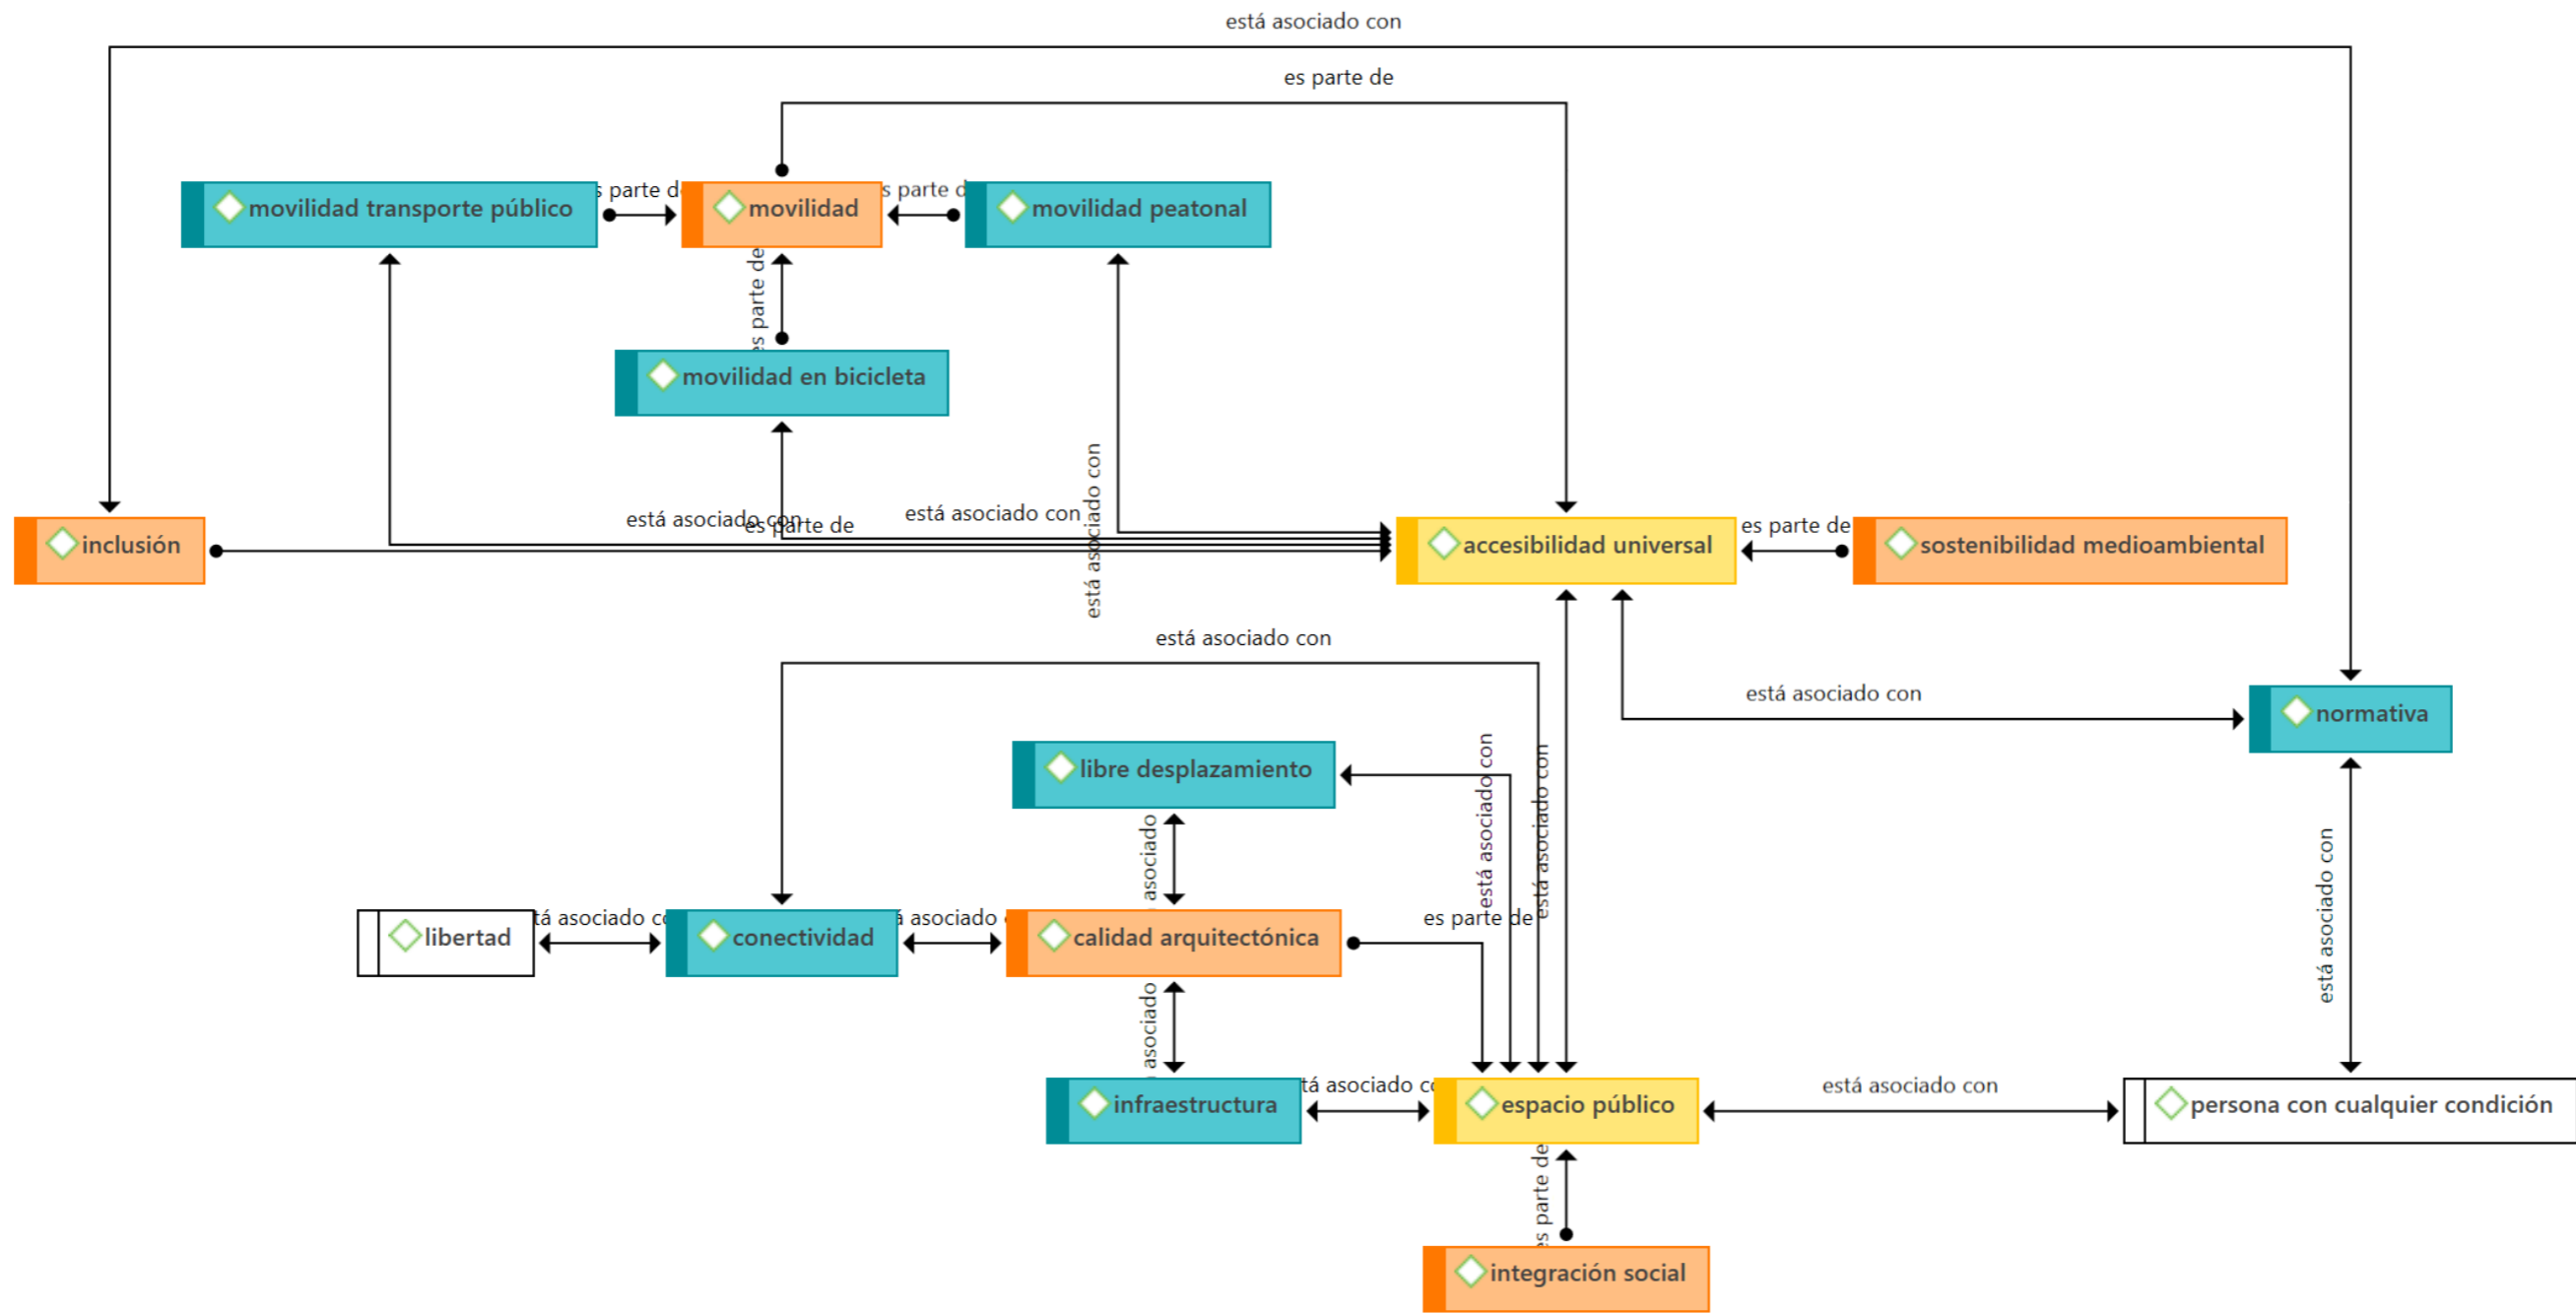 está asociado con
es parte de
s parte d
s parte d
movilidad transporte público
movilidad
movilidad peatonal
es parte de
movilidad en bicicleta
está asociado con
está asociado con
está asociado con
es parte de
es parte de
inclusión
accesibilidad universal
sostenibilidad medioambiental
está asociado con
está asociado con
normativa
libre desplazamiento
está asociado con
está asociado con
asociado
está asociado con
tá asociado co
asociado
es parte de
libertad
conectividad
calidad arquitectónica
asociado
tá asociado co
está asociado con
infraestructura
espacio público
persona con cualquier condición
es parte de
integración social